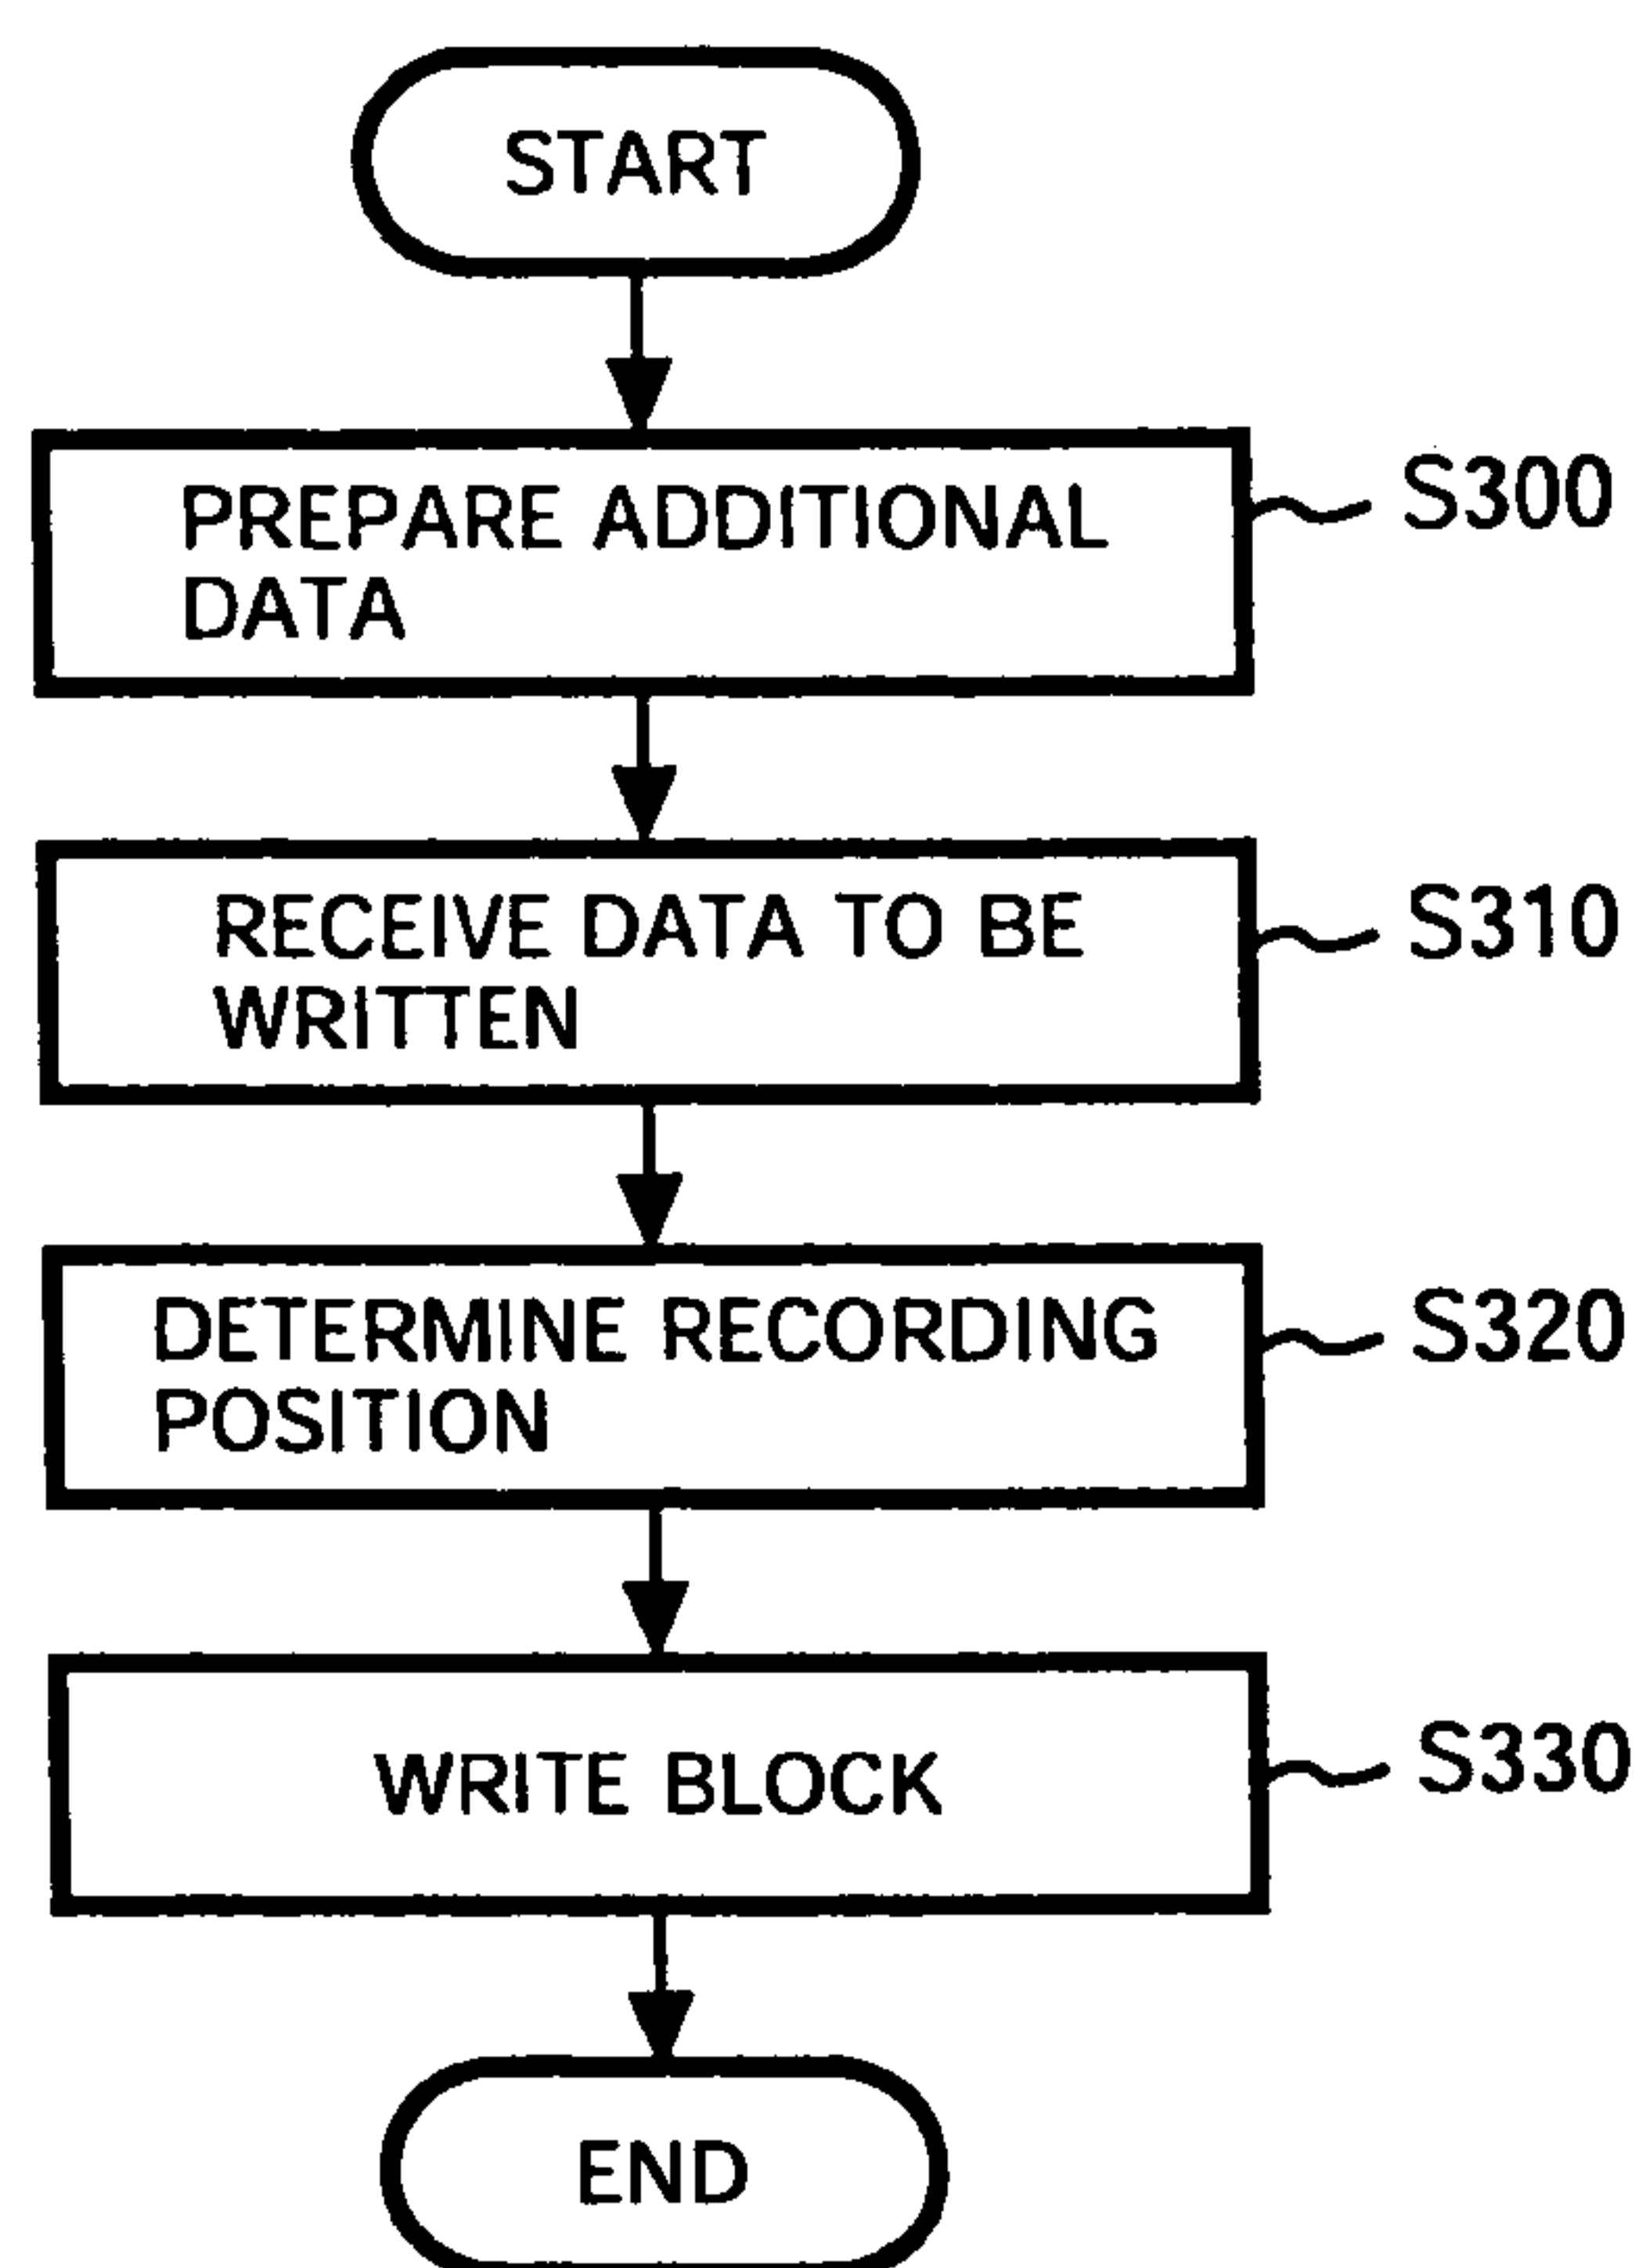 START
PREPARE ADDITIONAL
DATA
S300
RECEIVE DATA TO BE
WRITTEN
S310
DETERMINE RECORDING
POSITION
S320
WRITE BLOCK
S330
END